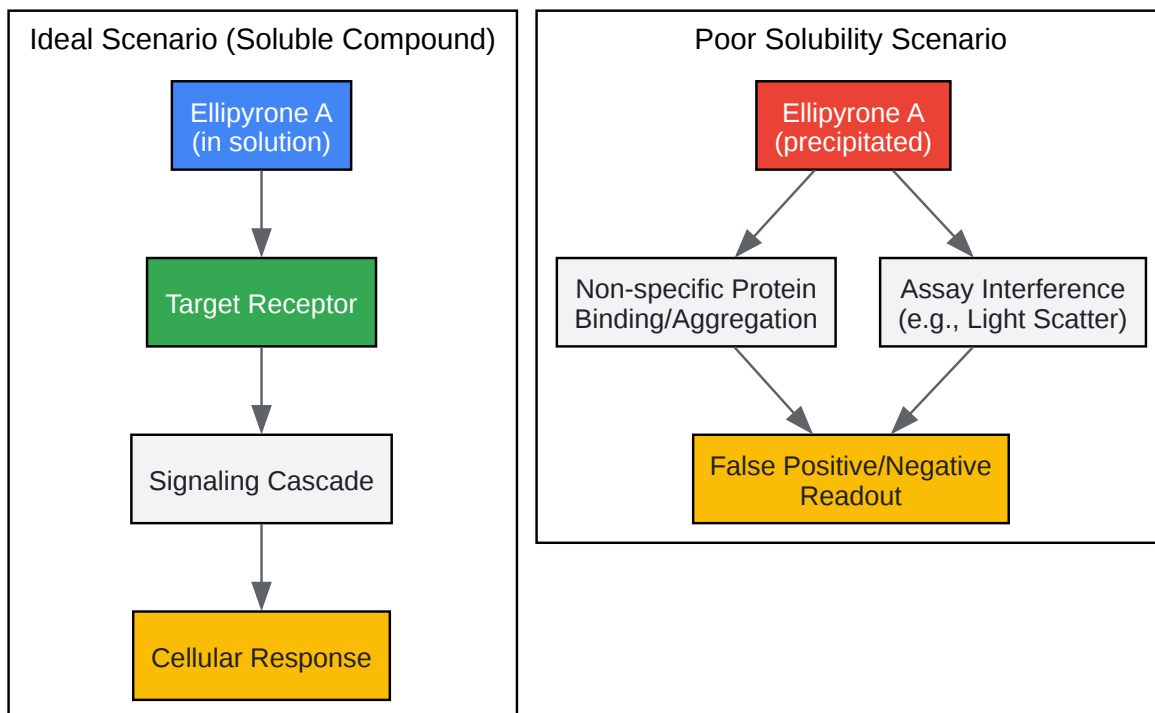 Ideal Scenario (Soluble Compound)
Ellipyrone A
(in solution)
Target Receptor
Signaling Cascade
Cellular Response
Poor Solubility Scenario
Ellipyrone A
(precipitated)
Non-specific Protein
Binding/Aggregation
Assay Interference
(e.g., Light Scatter)
False Positive/Negative
Readout